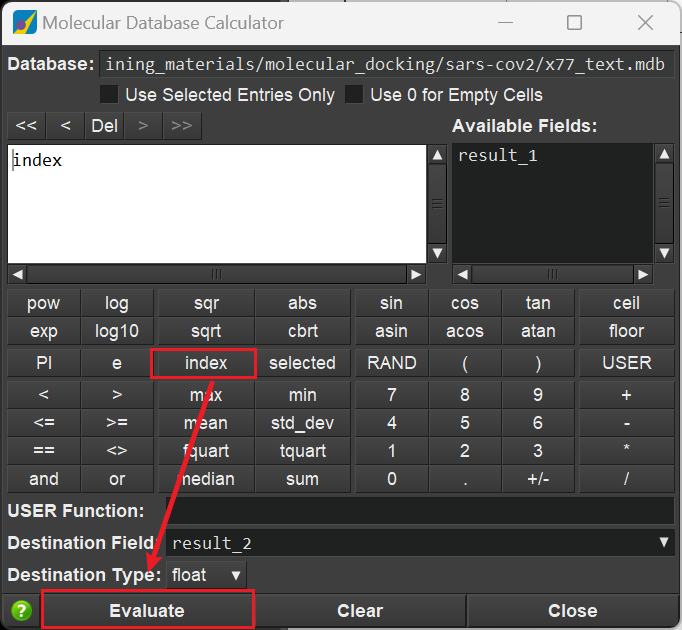 Molecular Database Calculator
Database: ining_materials/molecular_docking/sars-cov2/x77_text.mdb
Use Selected Entries Only Use 0 for Empty Cells
<< < Del > >> Available Fields:
index result_1
pow log sqr abs sin cos tan ceil
exp log10 sqrt cbrt asin acos atan floor
PI e index selected RAND ( ) USER
< > max min 7 8 9 +
<= >= mean std_dev 4 5 6 -
== <> fquart tquart 1 2 3 *
and or median sum 0 . +/- /
USER Function:
Destination Field: result_2
Destination Type: float
? Evaluate Clear Close